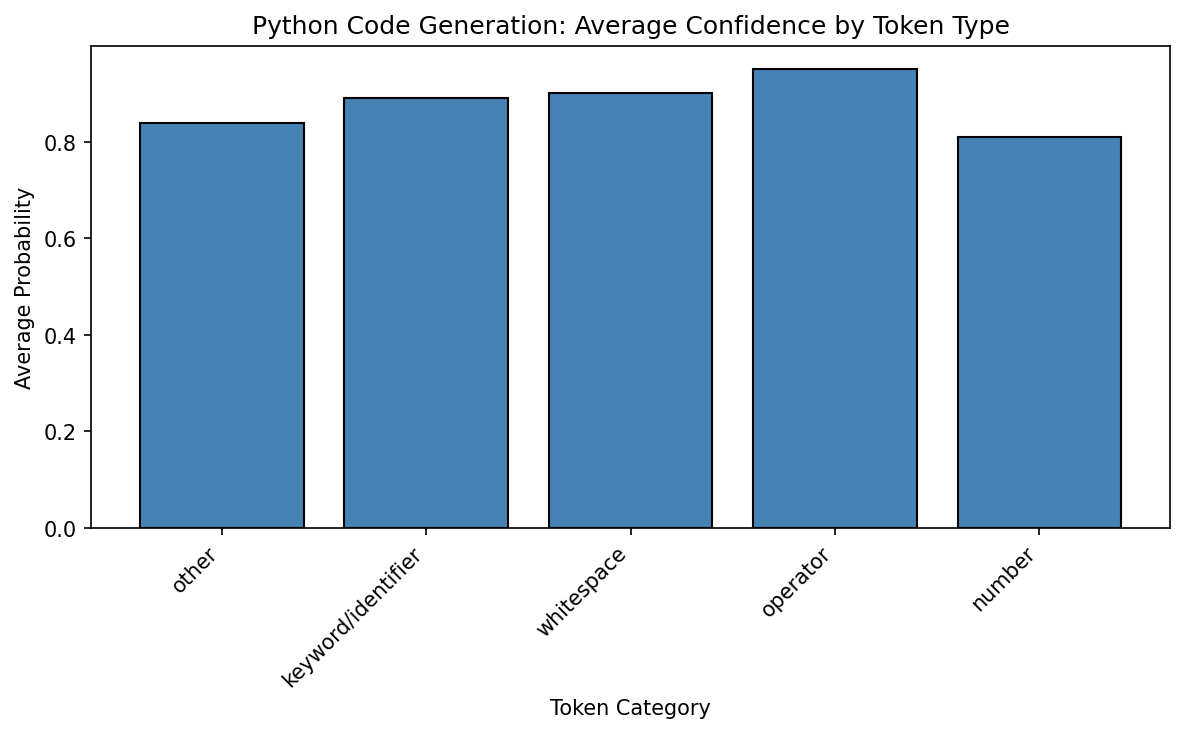 Python Code Generation: Average Confidence by Token Type
Average Probability
0.8
0.6
0.4
0.2
0.0
other
keyword/identifier
whitespace
operator
number
Token Category